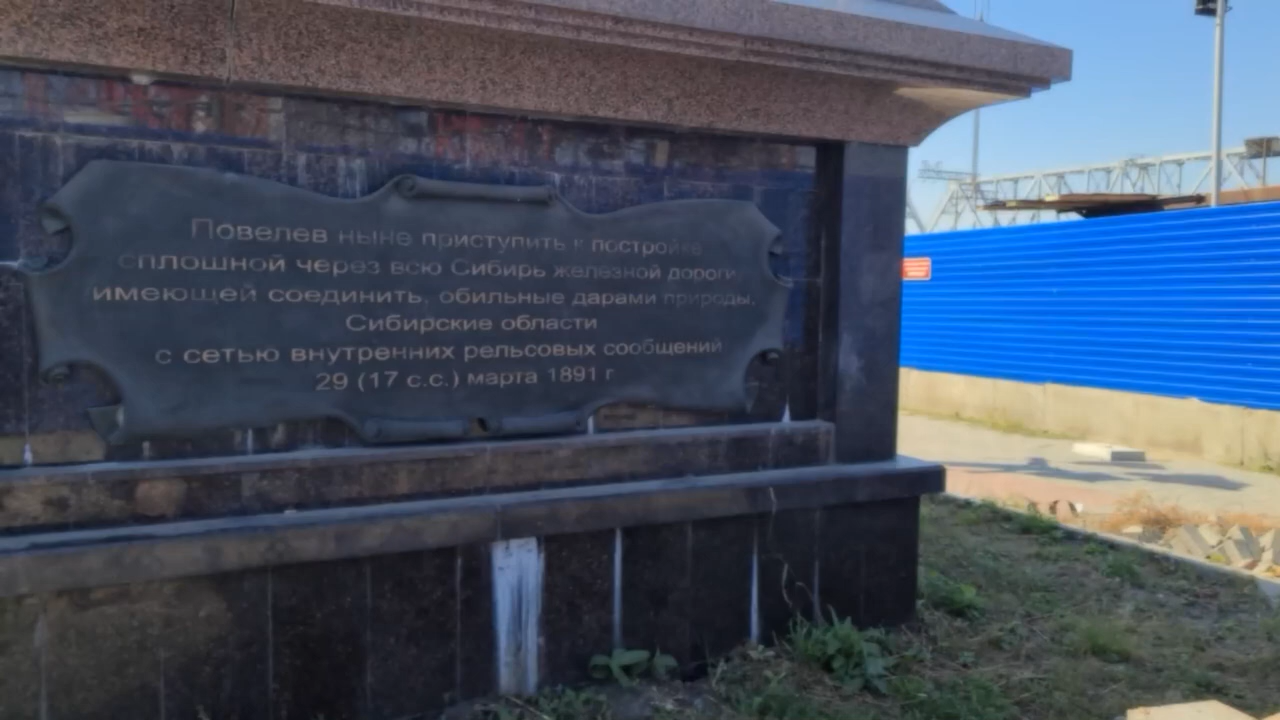 Повелев ныне приступить к постройке
сплошной через всю Сибирь железной дороги,
имеющей соединить, обильные дарами природы,
Сибирские области
с сетью внутренних рельсовых сообщений
29 (17 с.с.) марта 1891 г